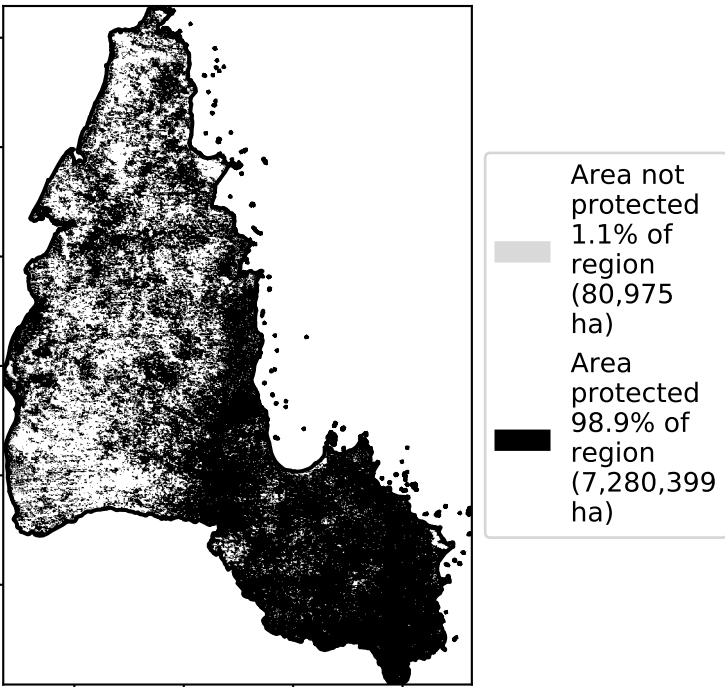 Area not
protected
1.1% of
region
(80,975
ha)
Area
protected
98.9% of
region
(7,280,399
ha)